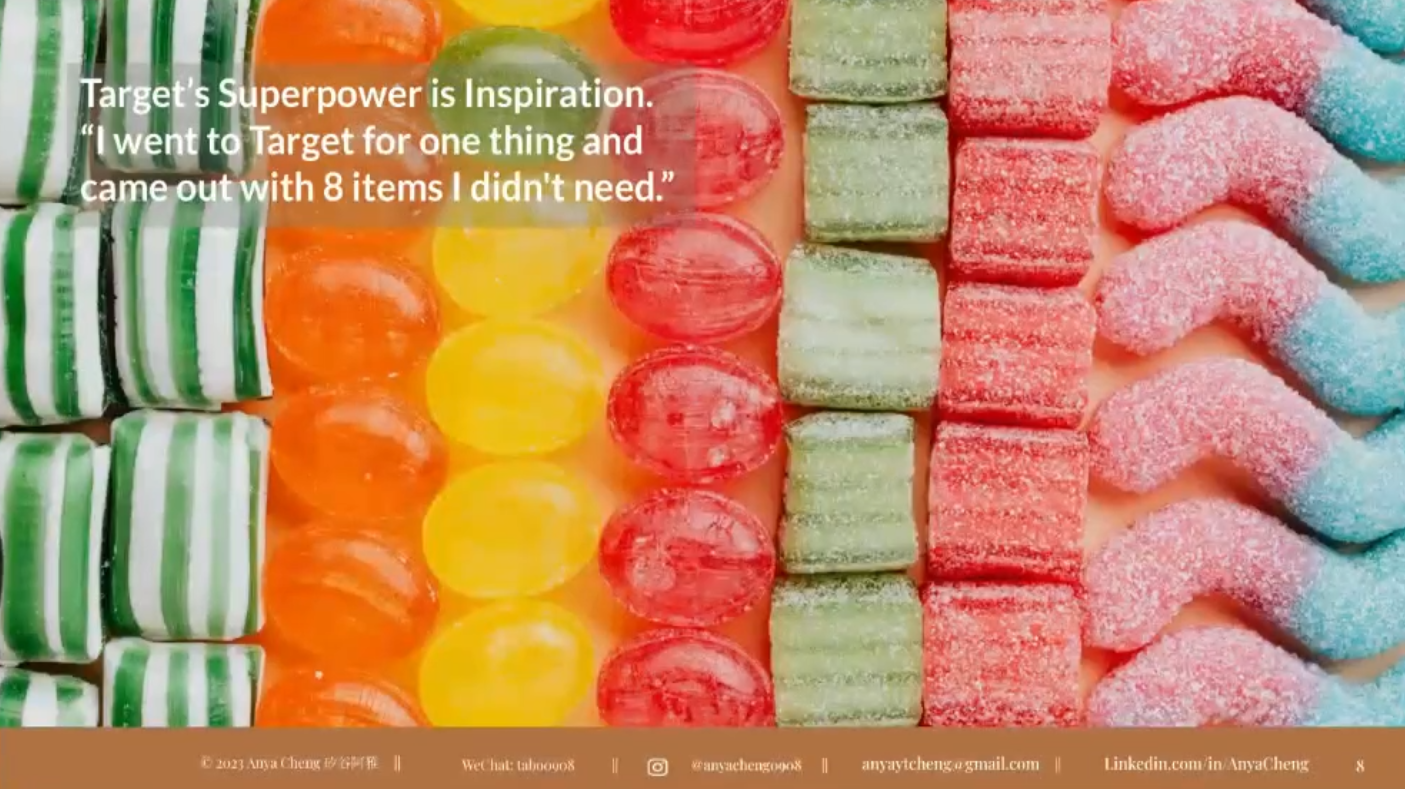 Target’s Superpower is Inspiration.
“I went to Target for one thing and
came out with 8 items I didn't need.”
© 2023 Anya Cheng 矽谷阿雅 || WeChat: tab00908 || @anyacheng0908 || anyaytcheng@gmail.com || Linkedin.com/in/AnyaCheng 8